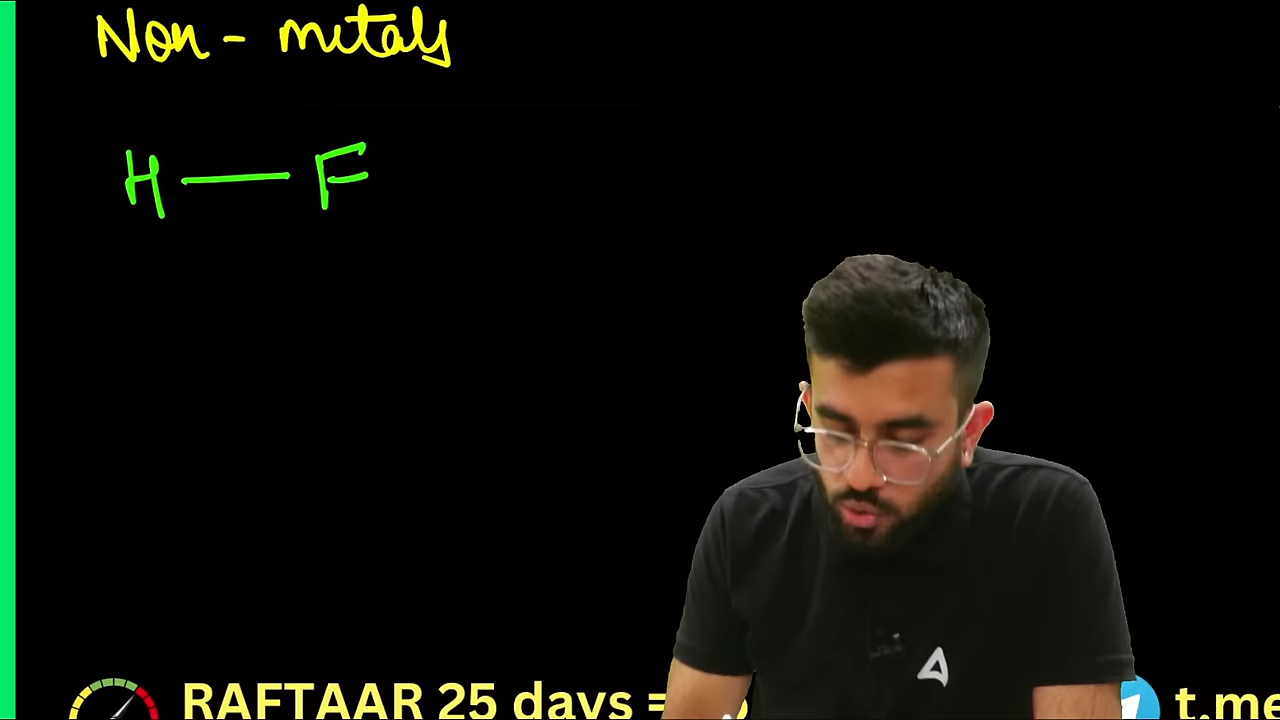 Non - metals
H — F
RAFTAAR 25 days =
t.me